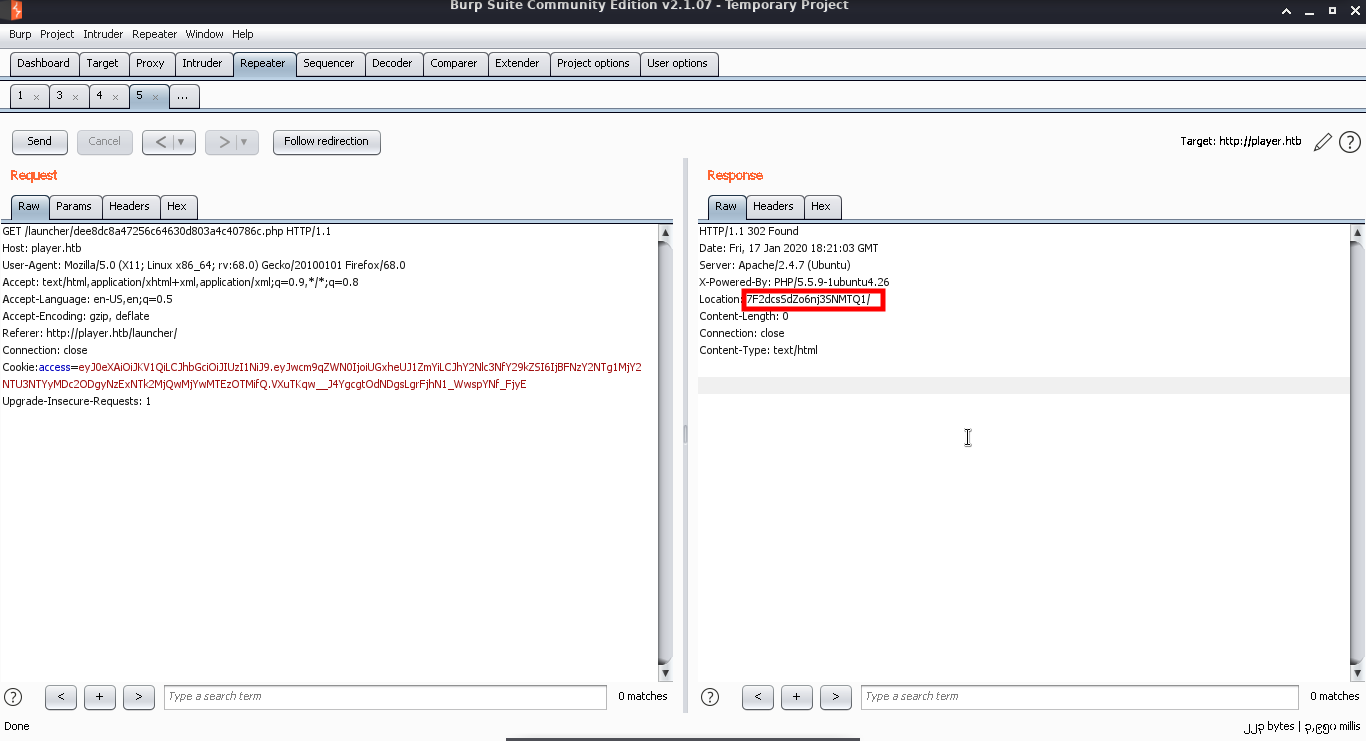 Burp Suite Community Edition v2.1.07 - Temporary Project
Burp Project Intruder Repeater Window Help
Dashboard Target Proxy Intruder Repeater Sequencer Decoder Comparer Extender Project options User options
1 × 3 × 4 × 5 × ...
Send Cancel < | ▼ > | ▼ Follow redirection Target: http://player.htb ?
Request
Raw Params Headers Hex
GET /launcher/dee8dc8a47256c64630d803a4c40786c.php HTTP/1.1
Host: player.htb
User-Agent: Mozilla/5.0 (X11; Linux x86_64; rv:68.0) Gecko/20100101 Firefox/68.0
Accept: text/html,application/xhtml+xml,application/xml;q=0.9,*/*;q=0.8
Accept-Language: en-US,en;q=0.5
Accept-Encoding: gzip, deflate
Referer: http://player.htb/launcher/
Connection: close
Cookie:access=eyJ0eXAiOiJKV1QiLCJhbGciOiJIUzI1NiJ9.eyJwcm9qZWN0IjoiUGxheUJ1ZmYiLCJhY2Nlc3NfY29kZSI6IjBFNzY2NTg1MjY2
NTU3NTYyMDc2ODgyNzExNTk2MjQwMjYwMTEzOTMifQ.VXuTKqw__J4YgcgtOdNDgsLgrFjhN1_WwspYNf_FjyE
Upgrade-Insecure-Requests: 1
? < + > Type a search term 0 matches
Response
Raw Headers Hex
HTTP/1.1 302 Found
Date: Fri, 17 Jan 2020 18:21:03 GMT
Server: Apache/2.4.7 (Ubuntu)
X-Powered-By: PHP/5.5.9-1ubuntu4.26
Location: 7F2dcsSdZo6nj3SNMTQ1/
Content-Length: 0
Connection: close
Content-Type: text/html
? < + > Type a search term 0 matches
Done
bytes | millis